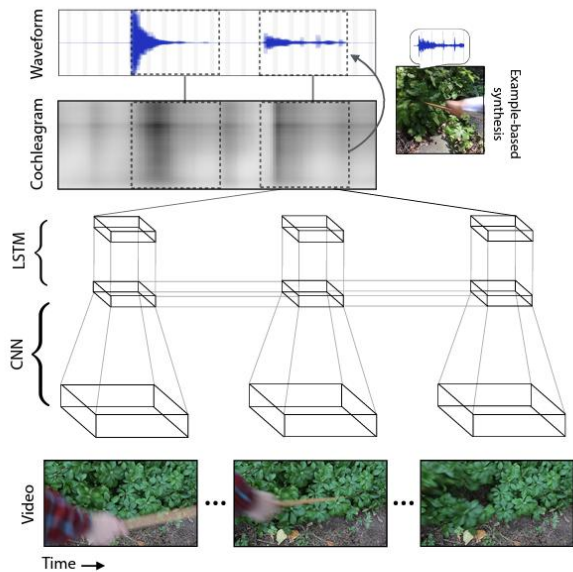 Waveform
Cochleagram
Example-based
synthesis
LSTM
CNN
Video
Time